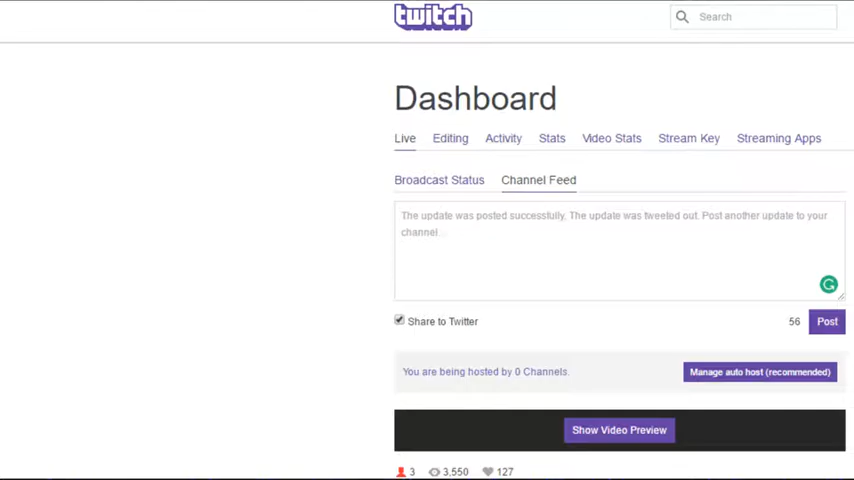 twitch
Search
Dashboard
Live Editing Activity Stats Video Stats Stream Key Streaming Apps
Broadcast Status Channel Feed
The update was posted successfully. The update was tweeted out. Post another update to your
channel .
Share to Twitter 56 Post
You are being hosted by 0 Channels. Manage auto host (recommended)
Show Video Preview
3 3,550 127